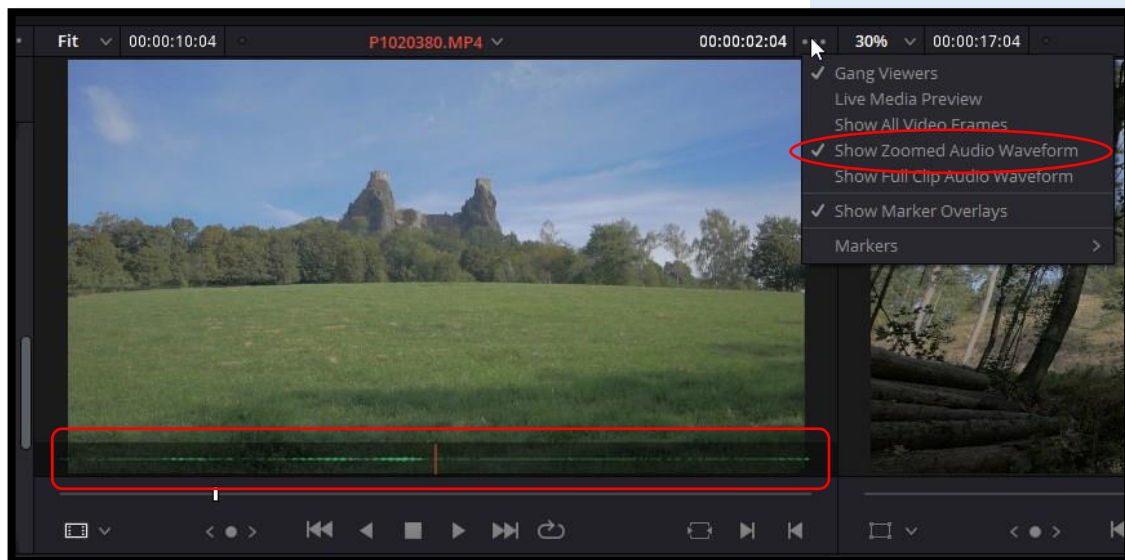 Fit 00:00:10:04 P1020380.MP4 00:00:02:04 30% 00:00:17:04
Gang Viewers
Live Media Preview
Show All Video Frames
Show Zoomed Audio Waveform
Show Full Clip Audio Waveform
Show Marker Overlays
Markers